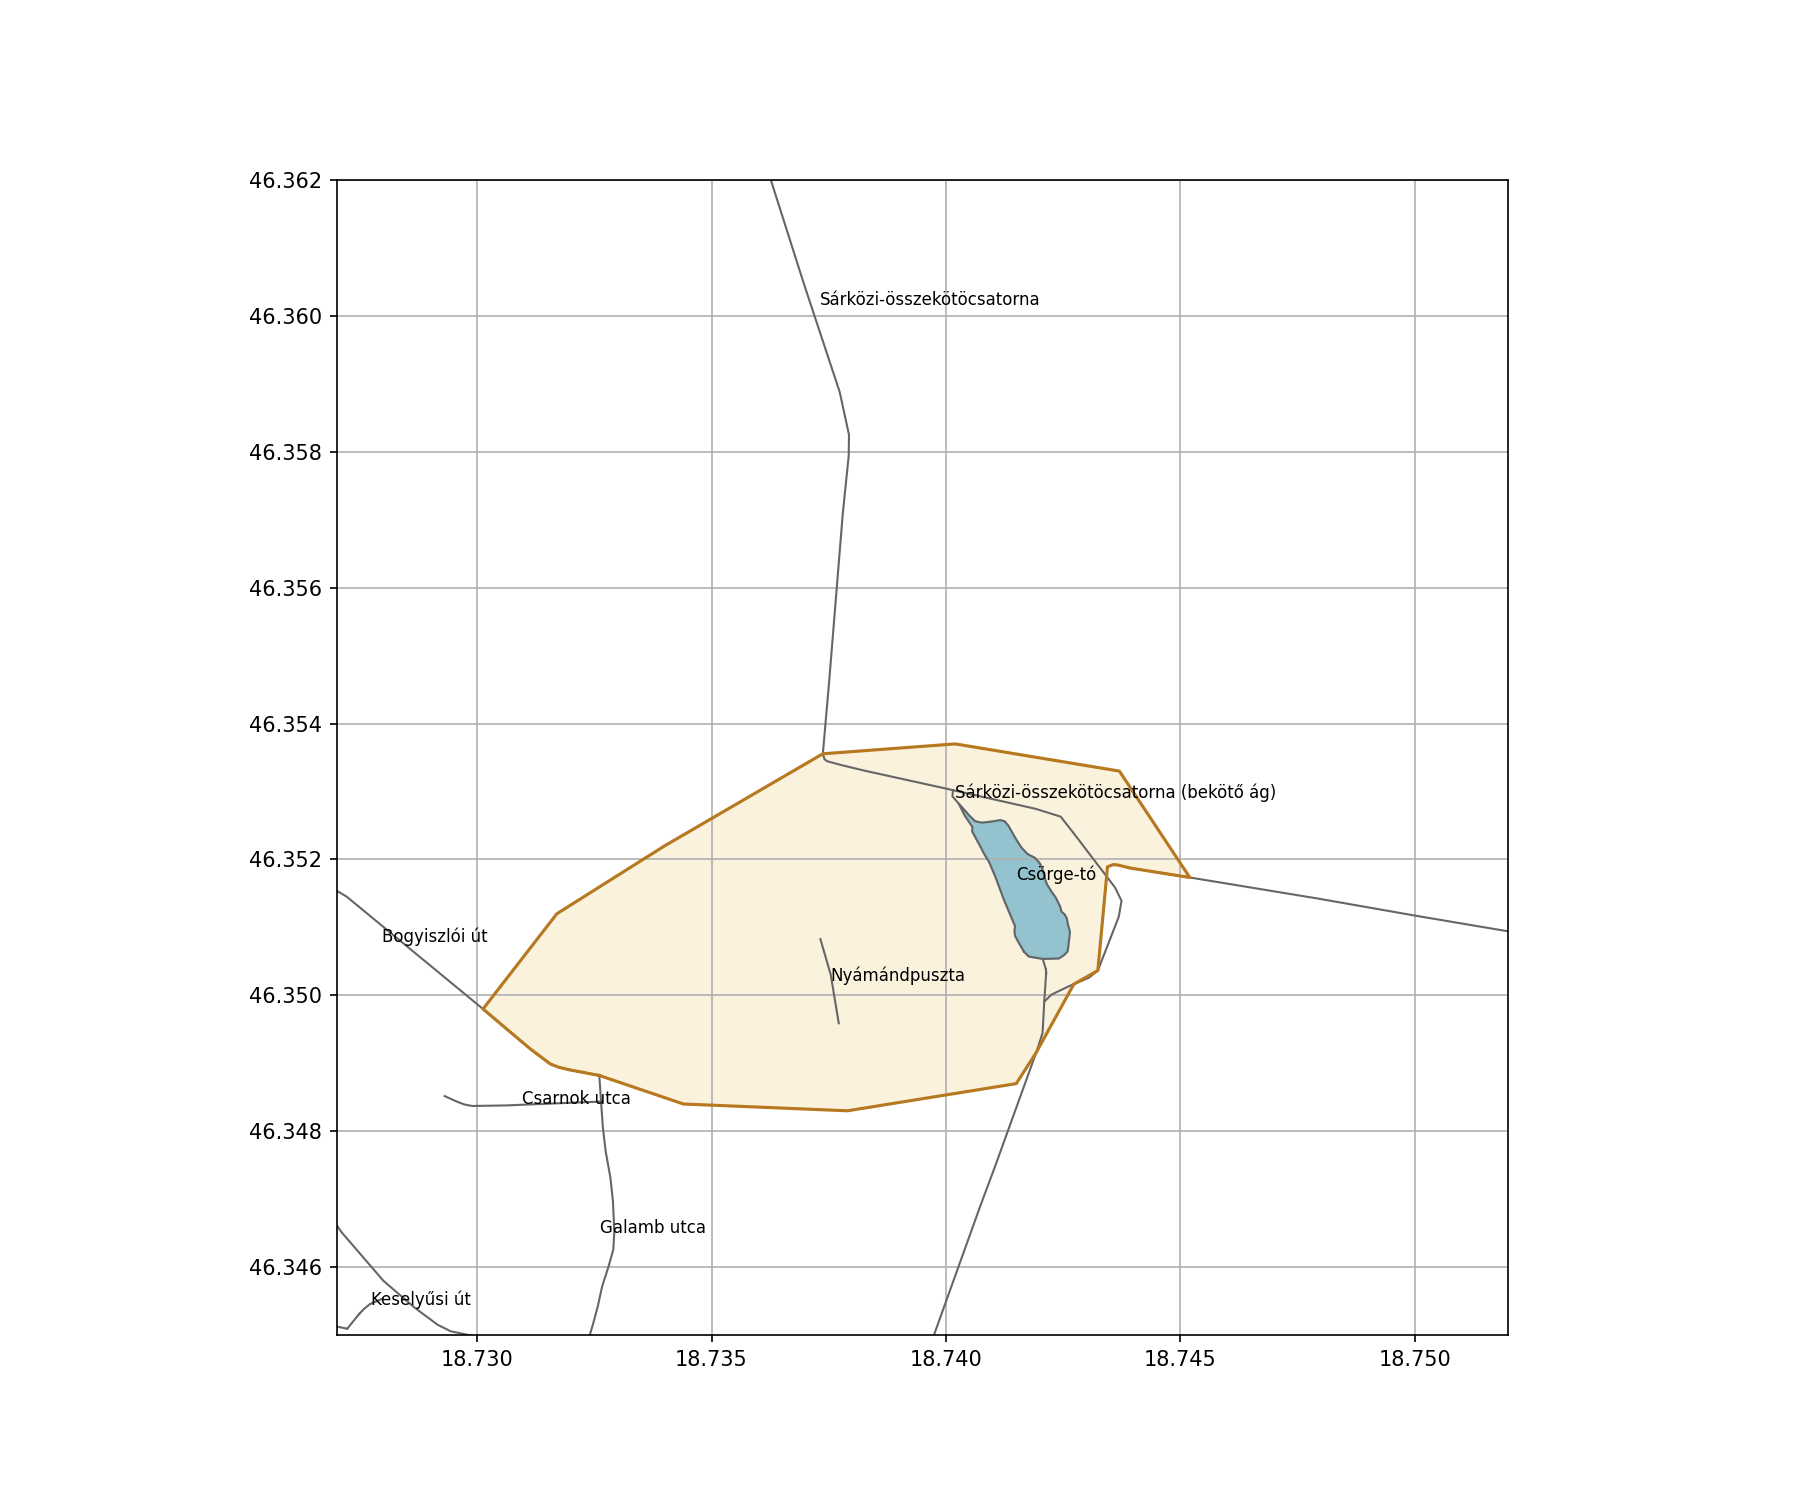 46.362
Sárközi-összekötöcsatorna
46.360
46.358
46.356
46.354
Sárközi-összekötöcsatorna (bekötő ág)
46.352
Csörge-tó
Bogyiszlói út
Nyámándpuszta
46.350
Csarnok utca
46.348
Galamb utca
46.346
Keselyűsi út
18.730 18.735 18.740 18.745 18.750